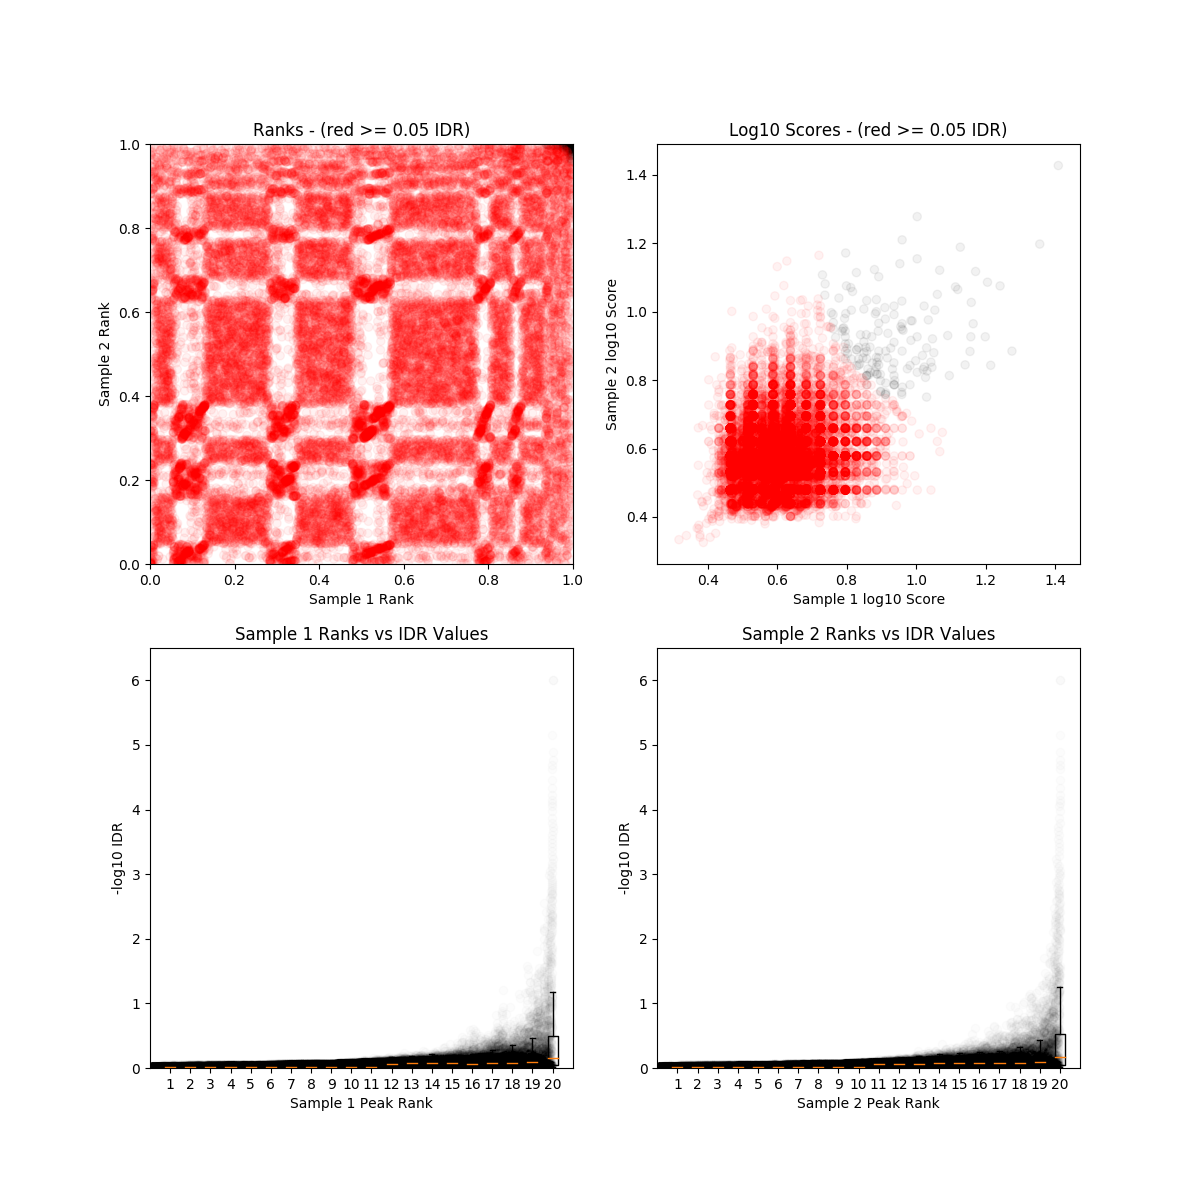 Ranks - (red >= 0.05 IDR)
1.0
0.8
0.6
0.4
0.2
0.0
Sample 2 Rank
0.0 0.2 0.4 0.6 0.8 1.0
Sample 1 Rank
Log10 Scores - (red >= 0.05 IDR)
1.4
1.2
1.0
0.8
0.6
0.4
Sample 2 log10 Score
0.4 0.6 0.8 1.0 1.2 1.4
Sample 1 log10 Score
Sample 1 Ranks vs IDR Values
6
5
4
3
2
1
0
-log10 IDR
1 2 3 4 5 6 7 8 9 10 11 12 13 14 15 16 17 18 19 20
Sample 1 Peak Rank
Sample 2 Ranks vs IDR Values
6
5
4
3
2
1
0
-log10 IDR
1 2 3 4 5 6 7 8 9 10 11 12 13 14 15 16 17 18 19 20
Sample 2 Peak Rank